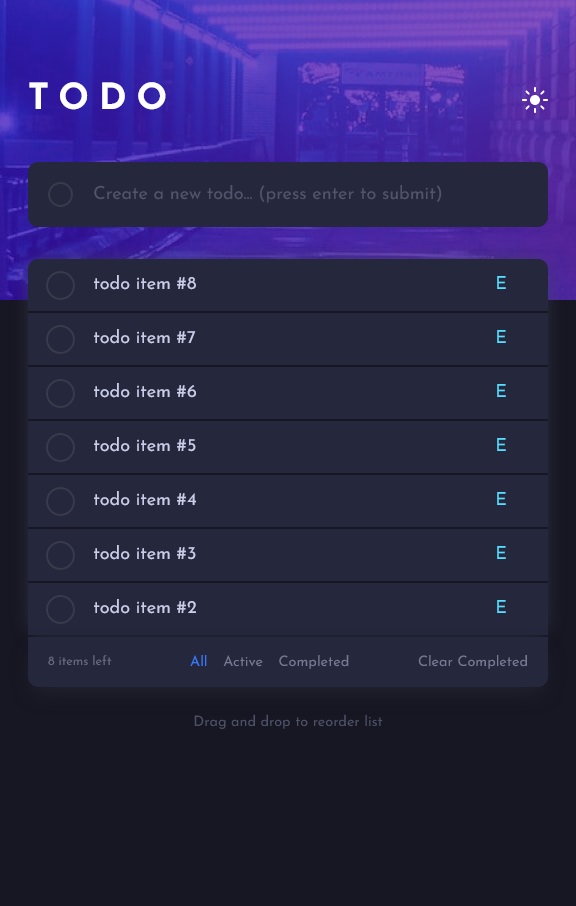 TODO
Create a new todo... (press enter to submit)
todo item #8 E
todo item #7 E
todo item #6 E
todo item #5 E
todo item #4 E
todo item #3 E
todo item #2 E
8 items left All Active Completed Clear Completed
Drag and drop to reorder list